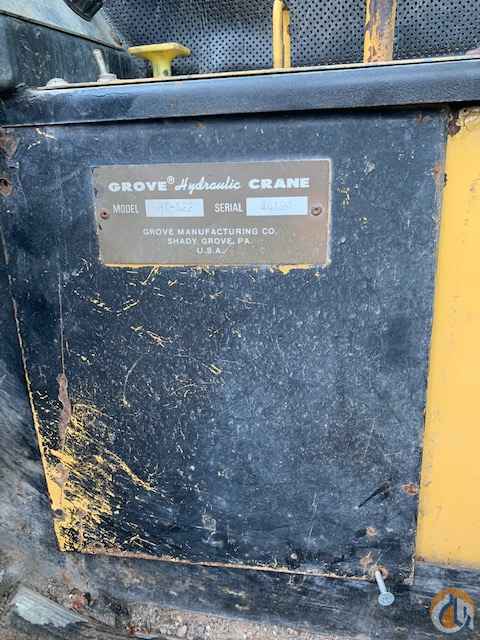 GROVE® Hydraulic CRANE
MODEL SERIAL
GROVE MANUFACTURING CO.
SHADY GROVE, PA.
U.S.A.